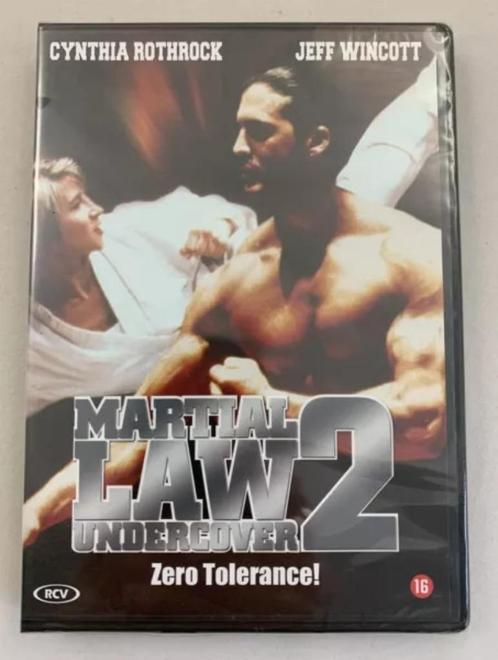 CYNTHIA ROTHROCK JEFF WINCOTT
MARTIAL
LAW 2
UNDERCOVER
Zero Tolerance!
RCV
16